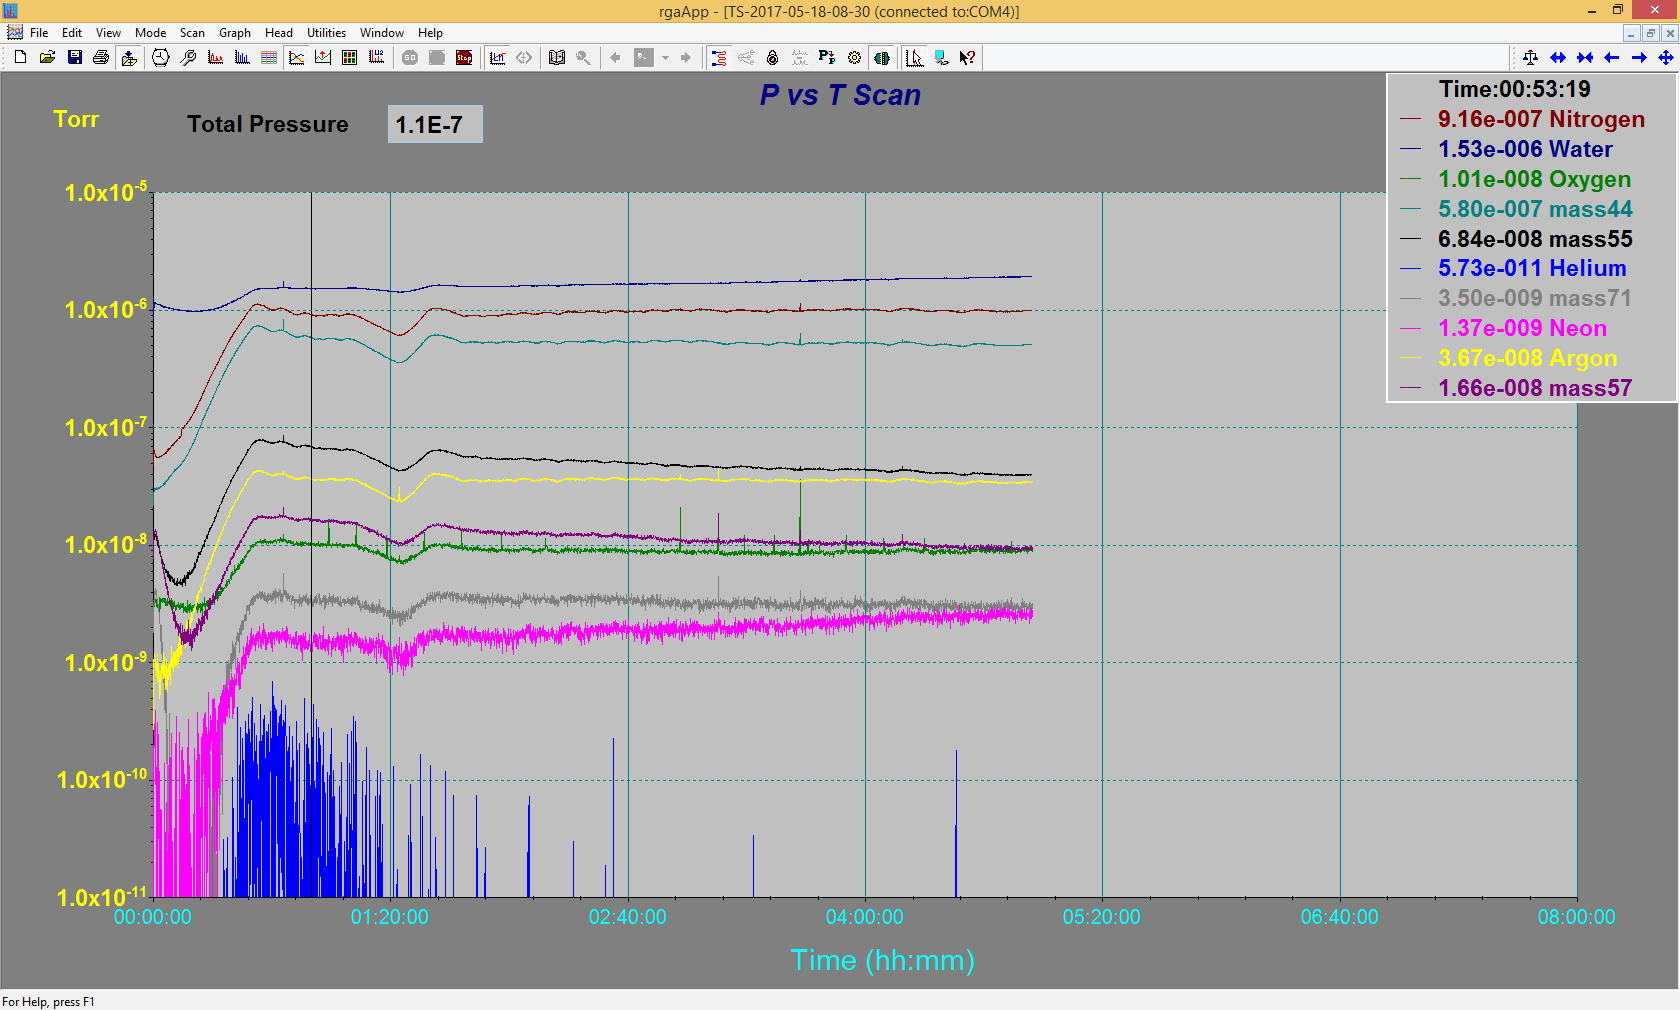 rgaApp - [TS-2017-05-18-08-30 (connected to:COM4)]
File Edit View Mode Scan Graph Head Utilities Window Help
GO Stop
P vs T Scan
Torr
Total Pressure 1.1E-7
Time:00:53:19
9.16e-007 Nitrogen
1.53e-006 Water
1.01e-008 Oxygen
5.80e-007 mass44
6.84e-008 mass55
5.73e-011 Helium
3.50e-009 mass71
1.37e-009 Neon
3.67e-008 Argon
1.66e-008 mass57
1.0x10-5
1.0x10-6
1.0x10-7
1.0x10-8
1.0x10-9
1.0x10-10
1.0x10-11
00:00:00 01:20:00 02:40:00 04:00:00 05:20:00 06:40:00 08:00:00
Time (hh:mm)
For Help, press F1